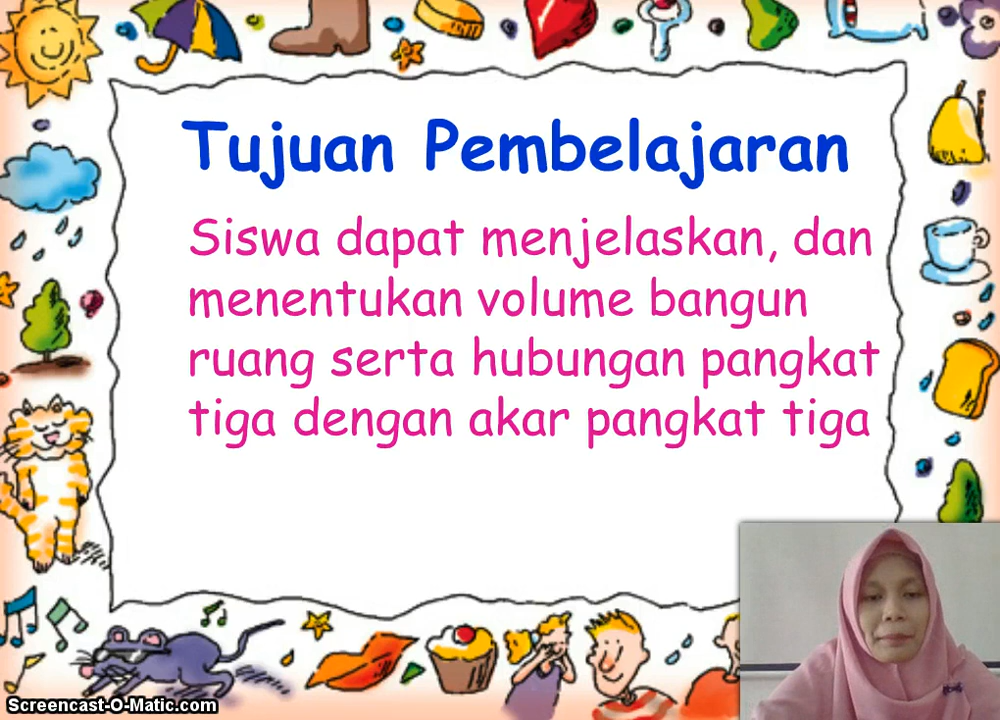 Tujuan Pembelajaran
Siswa dapat menjelaskan, dan
menentukan volume bangun
ruang serta hubungan pangkat
tiga dengan akar pangkat tiga
Screencast-O-Matic.com